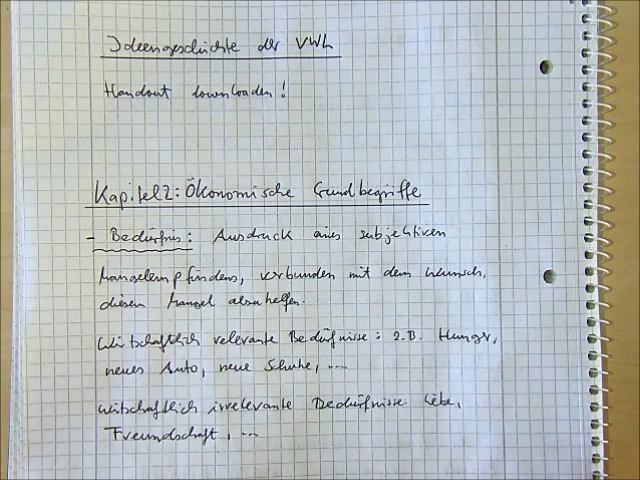 Ideengeschichte der VWL
Handout downloaden!
Kapitel 2: Ökonomische Grundbegriffe
- Bedürfnis: Ausdruck eines subjektiven
Mangelempfindens, verbunden mit dem Wunsch,
diesem Mangel abzuhelfen.
Wirtschaftlich relevante Bedürfnisse: z.B. Hunger,
neues Auto, neue Schuhe, ...
wirtschaftlich irrelevante Bedürfnisse: Liebe,
Freundschaft, ...